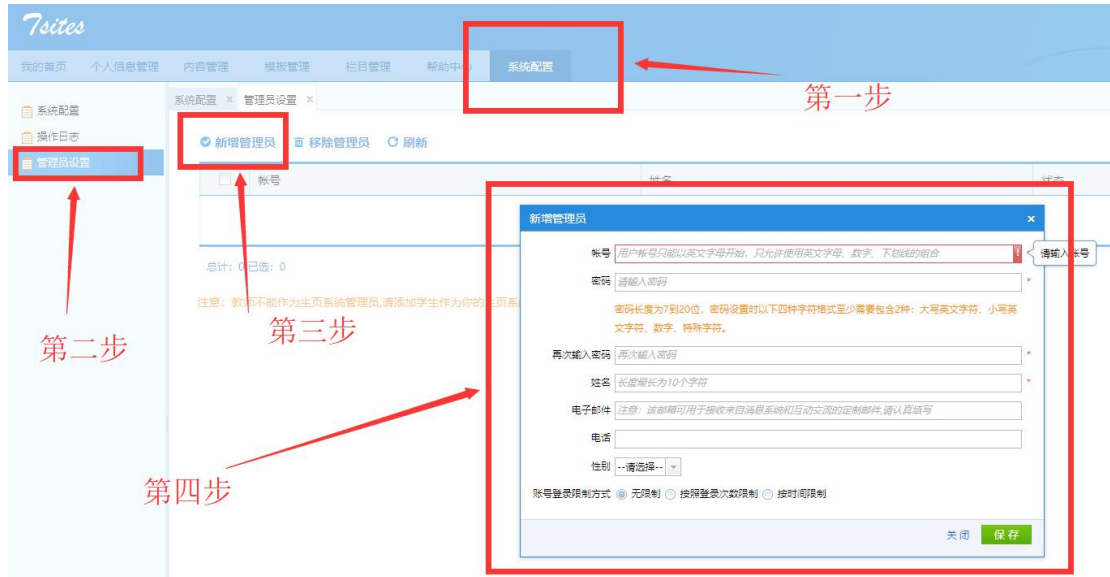 Tsites
我的首页 个人信息管理 内容管理 模板管理 栏目管理 帮助中心 系统配置
第一步
系统配置 × 管理员设置 ×
系统配置
操作日志
管理员设置
新增管理员 移除管理员 刷新
帐号 姓名 状态
新增管理员 ×
帐号 用户帐号只能以英文字母开始，只允许使用英文字母、数字、下划线的组合 ! 请输入帐号
密码 请输入密码 *
密码长度为7到20位，密码设置时以下四种字符格式至少需要包含2种：大写英文字符、小写英
文字符、数字、特殊字符。
再次输入密码 再次输入密码 *
姓名 长度最长为10个字符 *
电子邮件 注意：该邮箱可用于接收来自消息系统和互动交流的定制邮件,请认真填写
电话
性别 --请选择--
账号登录限制方式 无限制 按照登录次数限制 按时间限制
关闭 保存
总计：0 已选：0
注意：教师不能作为主页系统管理员,请添加学生作为你的主页系
第二步
第三步
第四步